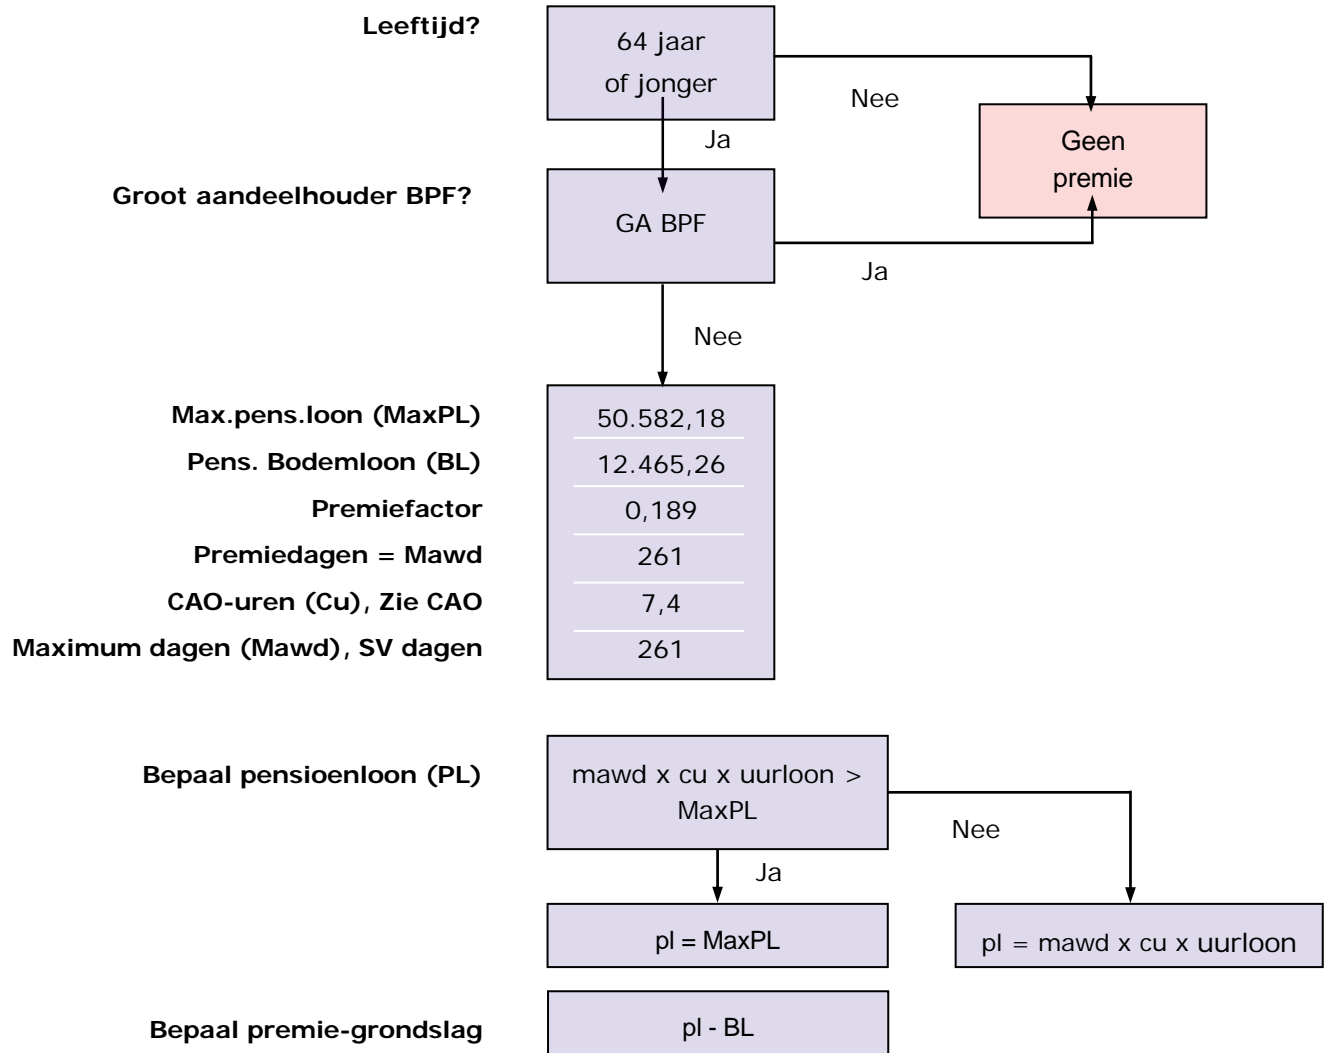 Leeftijd?
64 jaar
of jonger
Nee
Ja
Geen
premie
Groot aandeelhouder BPF?
GA BPF
Ja
Nee
Max.pens.loon (MaxPL)
50.582,18
Pens. Bodemloon (BL)
12.465,26
Premiefactor
0,189
Premiedagen = Mawd
261
CAO-uren (Cu), Zie CAO
7,4
Maximum dagen (Mawd), SV dagen
261
Bepaal pensioenloon (PL)
mawd x cu x uurloon >
MaxPL
Nee
Ja
pl = MaxPL
pl = mawd x cu x uurloon
Bepaal premie-grondslag
pl - BL